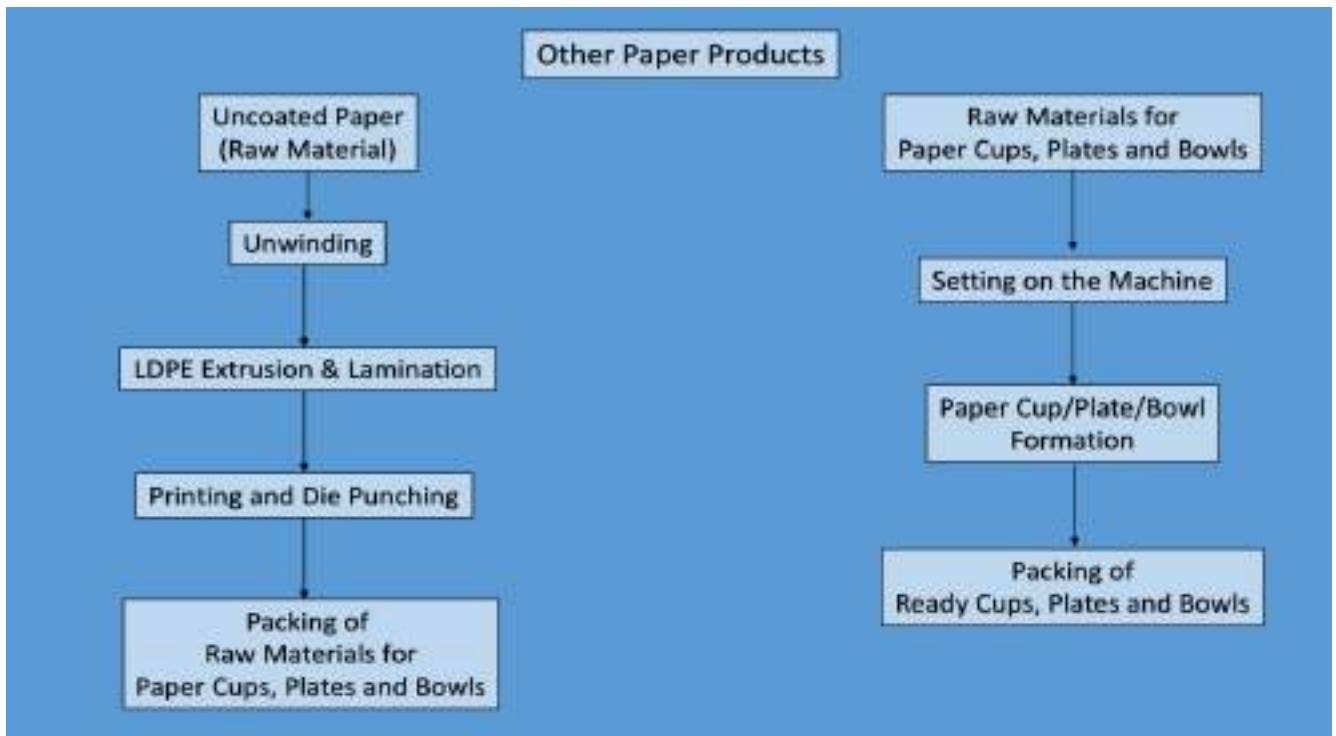 Other Paper Products
Uncoated Paper
(Raw Material)
Unwinding
LDPE Extrusion & Lamination
Printing and Die Punching
Packing of
Raw Materials for
Paper Cups, Plates and Bowls
Raw Materials for
Paper Cups, Plates and Bowls
Setting on the Machine
Paper Cup/Plate/Bowl
Formation
Packing of
Ready Cups, Plates and Bowls